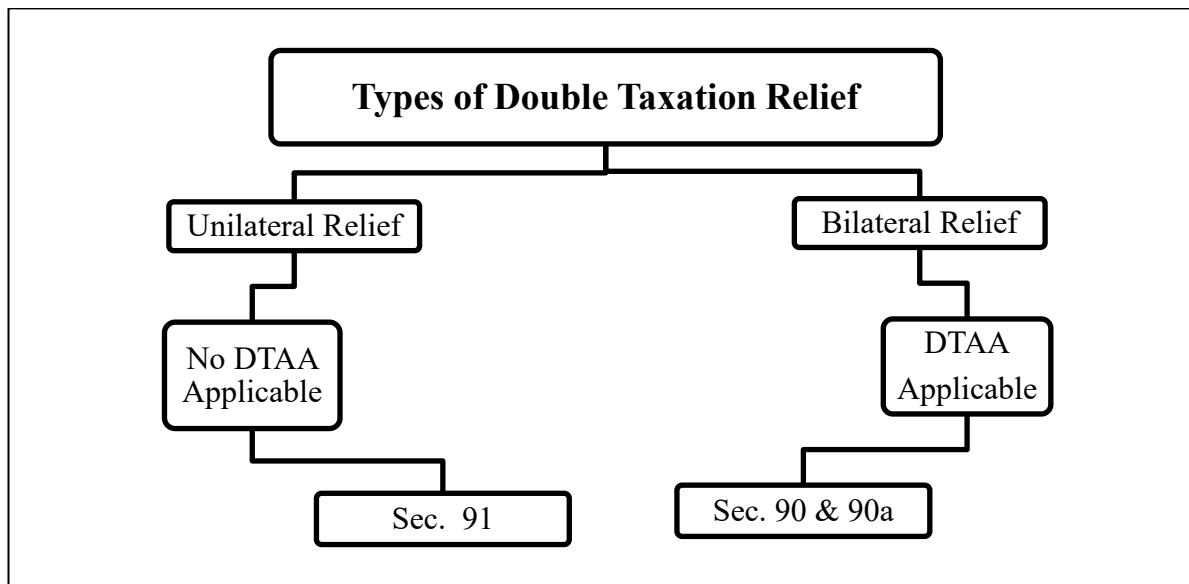 Types of Double Taxation Relief
Unilateral Relief
Bilateral Relief
No DTAA
Applicable
DTAA
Applicable
Sec. 91
Sec. 90 & 90a